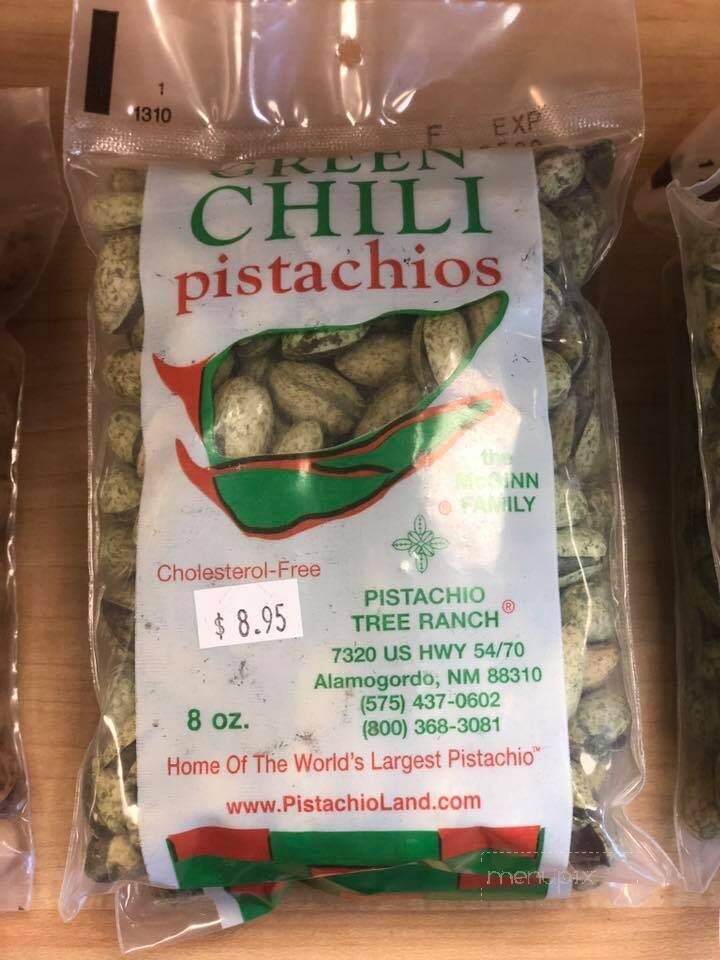 1
1310
F EXP
GREEN
CHILI
pistachios
the
McGINN
® FAMILY
Cholesterol-Free
$ 8.95
PISTACHIO
TREE RANCH®
7320 US HWY 54/70
Alamogordo, NM 88310
(575) 437-0602
(800) 368-3081
8 oz.
Home Of The World's Largest Pistachio™
www.PistachioLand.com
menupix